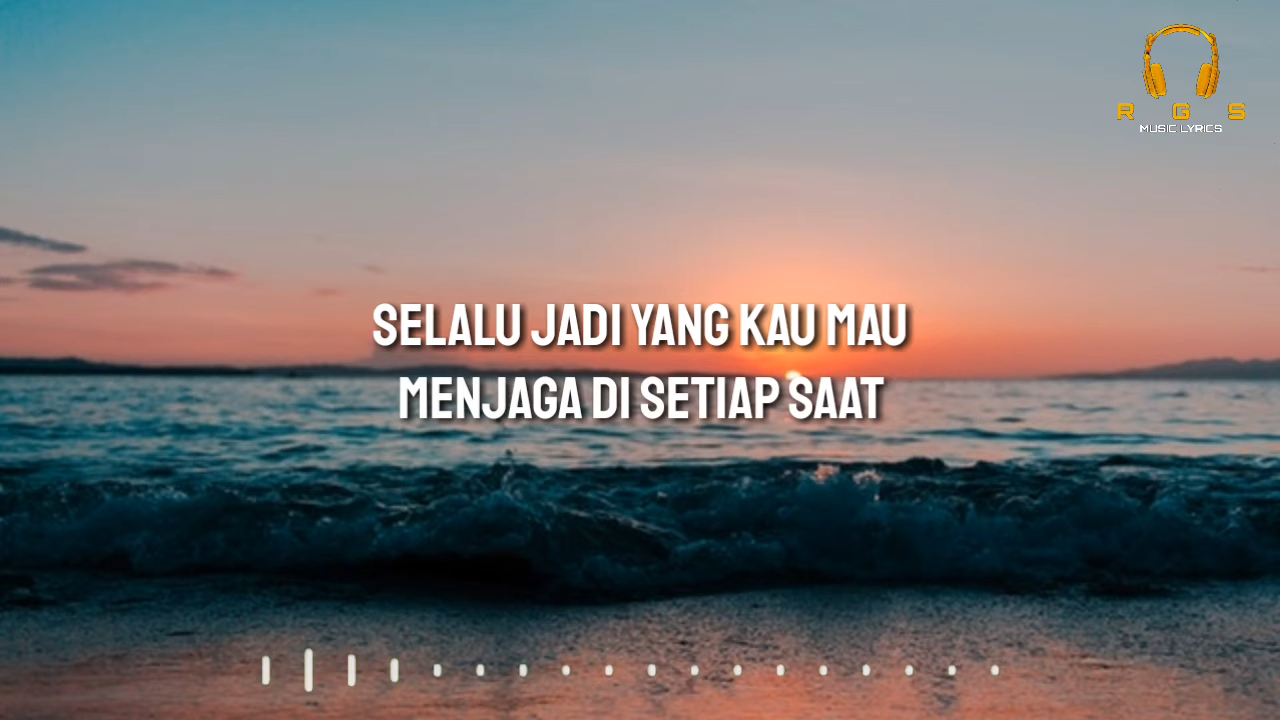 R G S
MUSIC LYRICS
SELALU JADI YANG KAU MAU
MENJAGA DI SETIAP SAAT